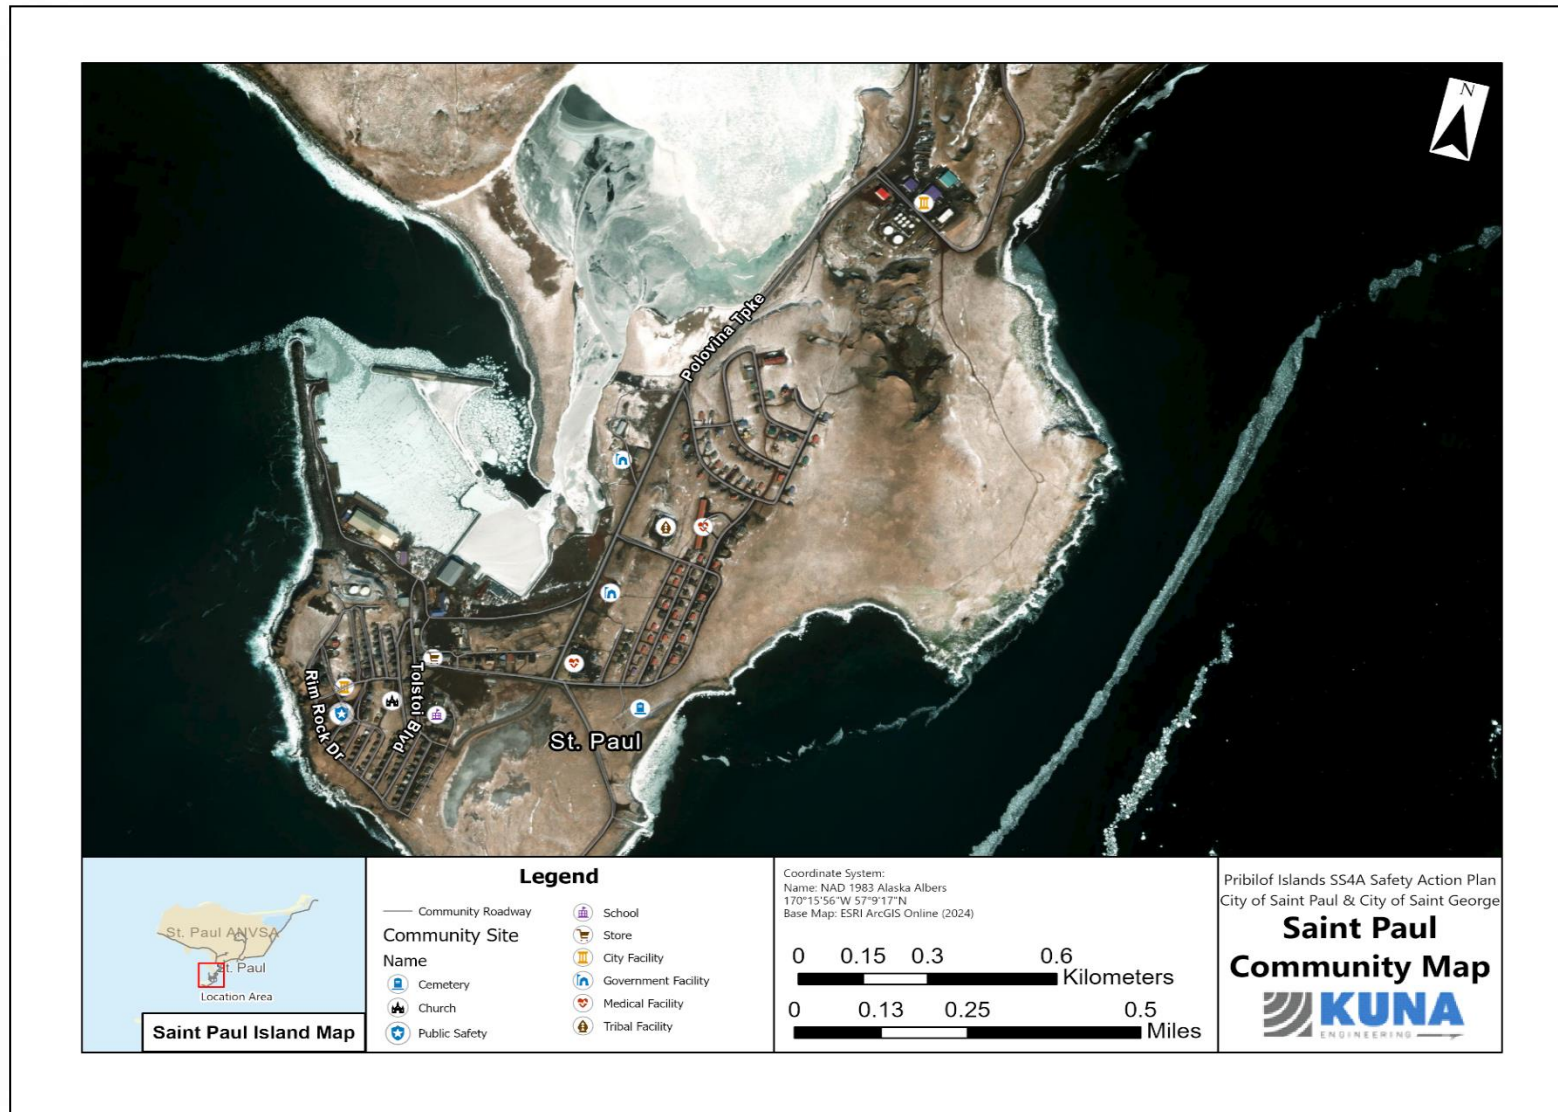 N
Polovina Tpke
Rim Rock Dr
Tolstoi Blvd
St. Paul
St. Paul ANVSA
St. Paul
Location Area
Saint Paul Island Map
Legend
Community Roadway
Community Site
Name
Cemetery
Church
Public Safety
School
Store
City Facility
Government Facility
Medical Facility
Tribal Facility
Coordinate System:
Name: NAD 1983 Alaska Albers
170°15'56"W 57°9'17"N
Base Map: ESRI ArcGIS Online (2024)
0 0.15 0.3 0.6
Kilometers
0 0.13 0.25 0.5
Miles
Pribilof Islands SS4A Safety Action Plan
City of Saint Paul & City of Saint George
Saint Paul
Community Map
KUNA
ENGINEERING